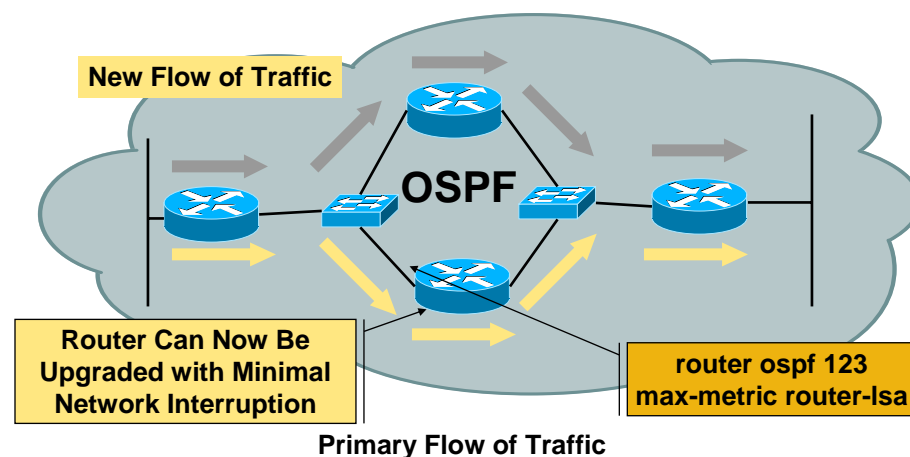 New Flow of Traffic
OSPF
Router Can Now Be
Upgraded with Minimal
Network Interruption
router ospf 123
max-metric router-lsa
Primary Flow of Traffic